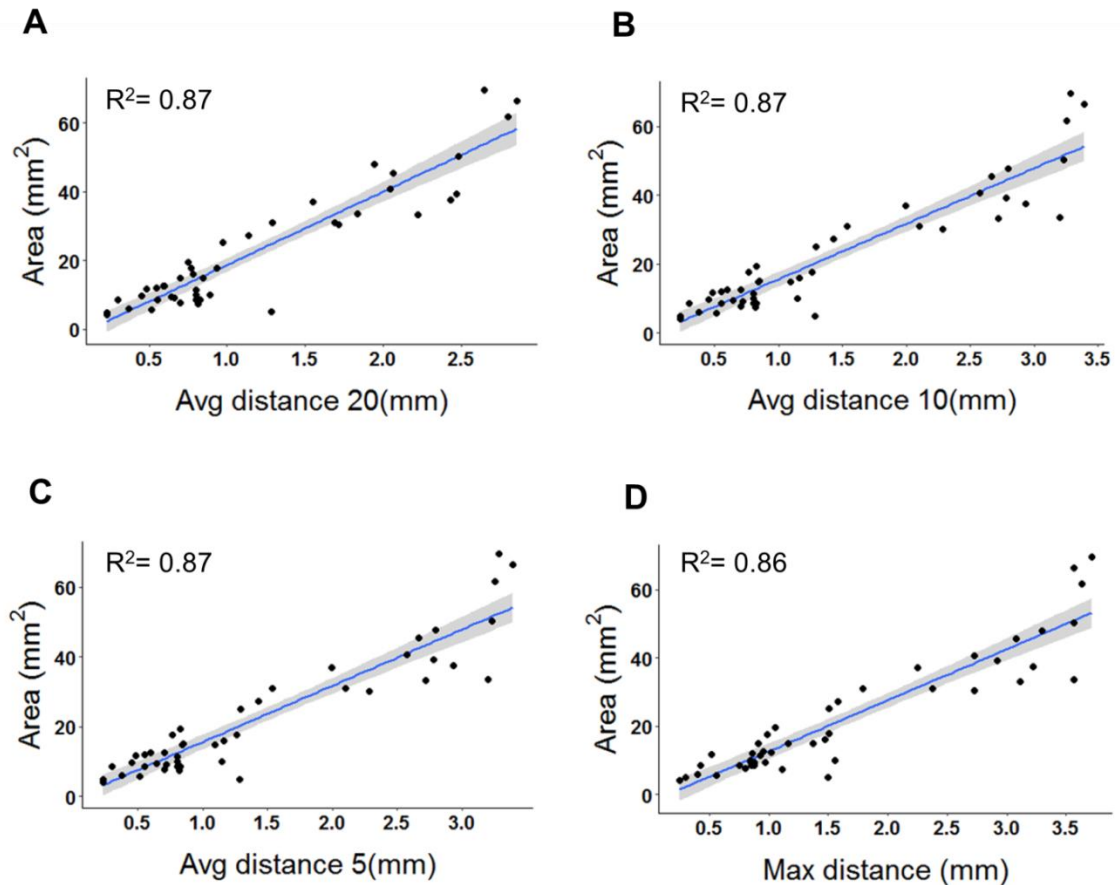 A
R²= 0.87
Area (mm²)
60
40
20
0
0.5 1.0 1.5 2.0 2.5
Avg distance 20(mm)
B
R²= 0.87
Area (mm²)
60
40
20
0
0.5 1.0 1.5 2.0 2.5 3.0 3.5
Avg distance 10(mm)
C
R²= 0.87
Area (mm²)
60
40
20
0
0.5 1.0 1.5 2.0 2.5 3.0
Avg distance 5(mm)
D
R²= 0.86
Area (mm²)
60
40
20
0
0.5 1.0 1.5 2.0 2.5 3.0 3.5
Max distance (mm)